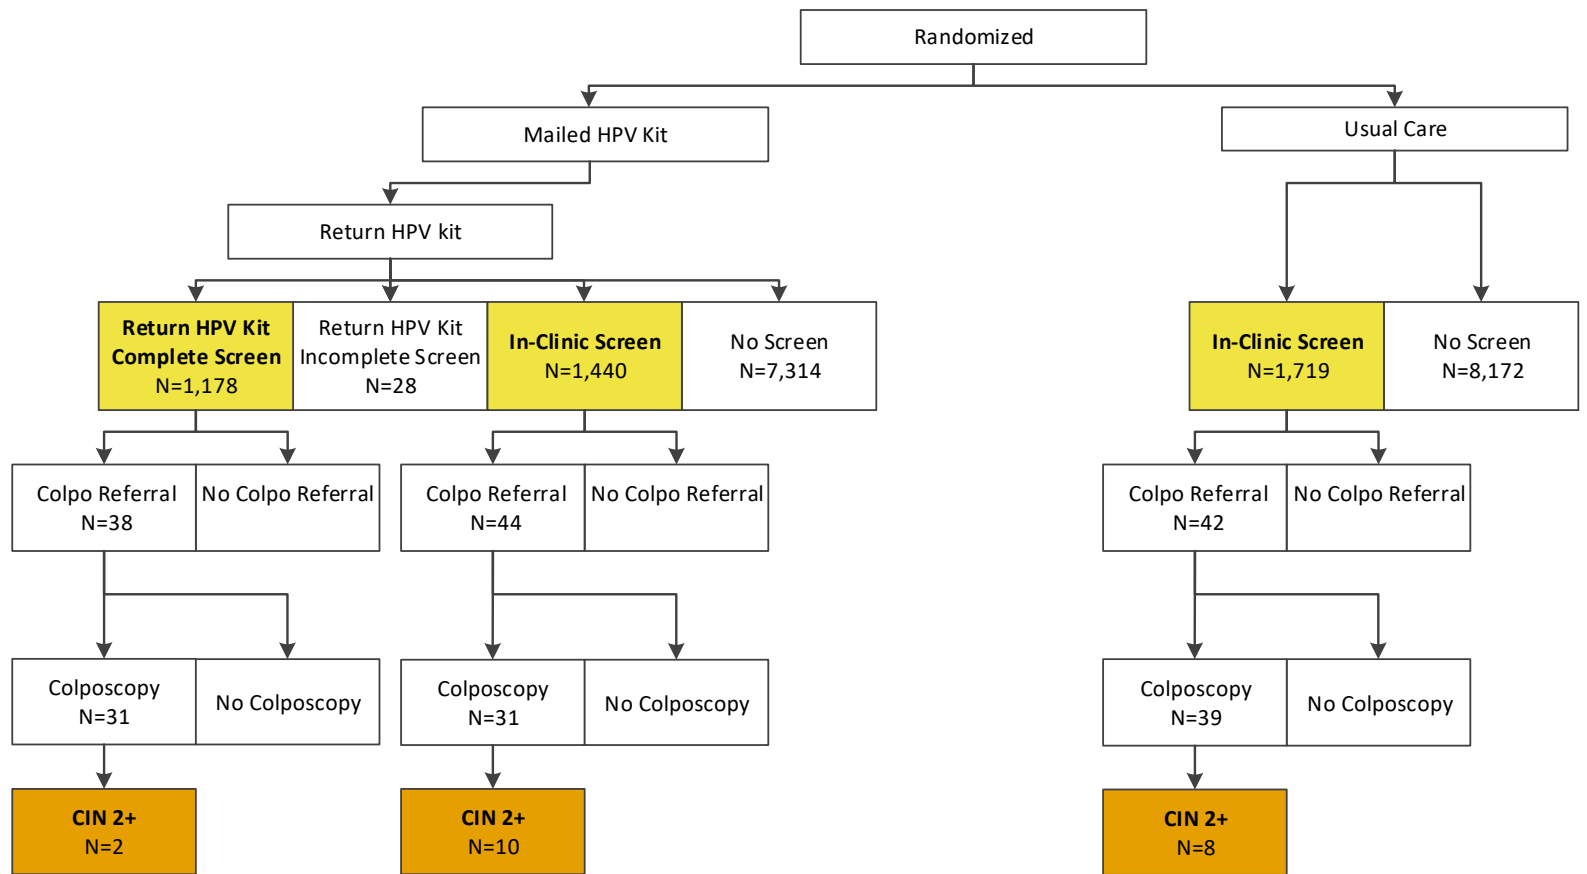 Randomized
Mailed HPV Kit
Usual Care
Return HPV kit
Return HPV Kit
Complete Screen
N=1,178
Return HPV Kit
Incomplete Screen
N=28
In-Clinic Screen
N=1,440
No Screen
N=7,314
In-Clinic Screen
N=1,719
No Screen
N=8,172
Colpo Referral
N=38
No Colpo Referral
Colpo Referral
N=44
No Colpo Referral
Colpo Referral
N=42
No Colpo Referral
Colposcopy
N=31
No Colposcopy
Colposcopy
N=31
No Colposcopy
Colposcopy
N=39
No Colposcopy
CIN 2+
N=2
CIN 2+
N=10
CIN 2+
N=8